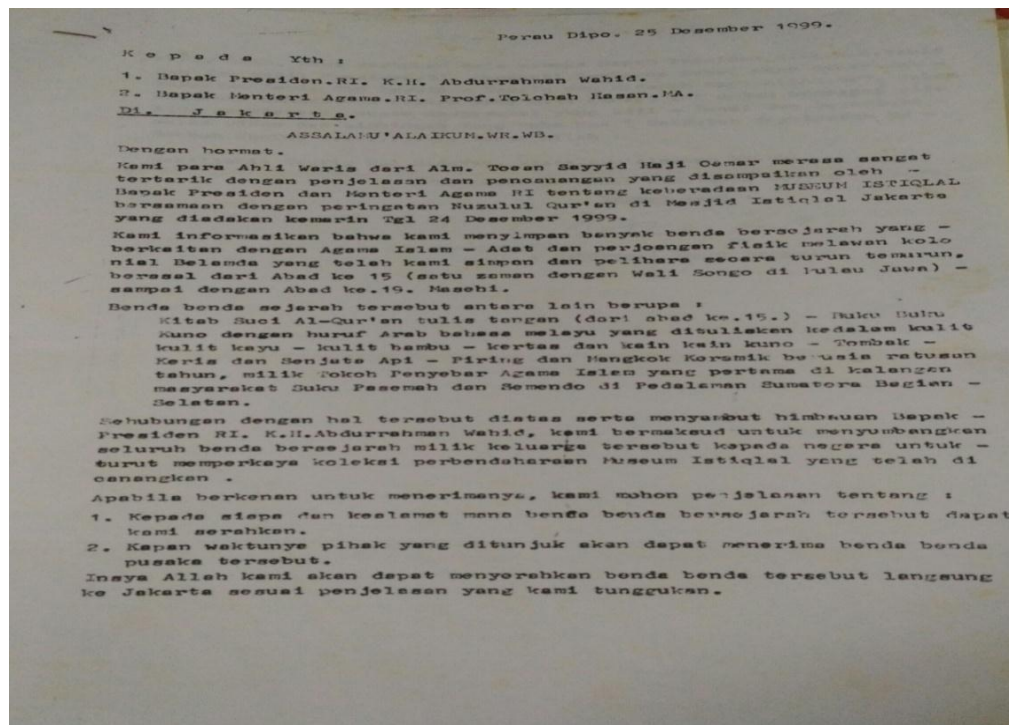 Perau Dipo. 25 Desember 1999.
K e p a d a   Yth :
1. Bapak Presiden.RI. K.H. Abdurrahman Wahid.
2. Bapak Menteri Agama.RI. Prof.Tolchah Hasan.MA.
Di.   J a k a r t a.
ASSALAMU'ALAIKUM.WR.WB.
Dengan hormat.
Kami para Ahli Waris dari Alm. Toean Sayyid Haji Oemar merasa sangat
tertarik dengan penjelasan dan pencanangan yang disampaikan oleh -
Bapak Presiden dan Menteri Agama RI tentang keberadaan MUSEUM ISTIQLAL
bersamaan dengan peringatan Nuzulul Qur'an di Mesjid Istiqlal Jakarta
yang diadakan kemarin Tgl 24 Desember 1999.
Kami informasikan bahwa kami menyimpan banyak benda bersejarah yang -
berkaitan dengan Agama Islam - Adat dan perjoangan fisik melawan kolo
nial Belanda yang telah kami simpan dan pelihara secara turun temurun,
berasal dari Abad ke 15 (satu zaman dengan Wali Songo di Pulau Jawa) -
sampai dengan Abad ke.19. Masehi.
Benda benda sejarah tersebut antara lain berupa :
Kitab Suci Al-Qur'an tulis tangan (dari abad ke.15.) - Buku Buku
Kuno dengan huruf Arab bahasa melayu yang dituliskan kedalam kulit
kulit kayu - kulit bambu - kertas dan kain kain kuno - Tombak -
Keris dan Senjata Api - Piring dan Mangkok Keramik berusia ratusan
tahun, milik Tokoh Penyebar Agama Islam yang pertama di kalangan
masyarakat Suku Pasemah dan Semendo di Pedalaman Sumatera Bagian -
Selatan.
Sehubungan dengan hal tersebut diatas serta menyambut himbauan Bapak -
Presiden RI. K.H.Abdurrahman Wahid, kami bermaksud untuk menyumbangkan
seluruh benda bersejarah milik keluarga tersebut kapada negara untuk -
turut memperkaya koleksi perbendaharaan Museum Istiqlal yang telah di
canangkan .
Apabila berkenan untuk menerimanya, kami mohon penjelasan tentang :
1. Kepada siapa dan kealamat mana benda benda bersejarah tersebut dapat
kami serahkan.
2. Kapan waktunya pihak yang ditunjuk akan dapat menerima benda benda
pusaka tersebut.
Insya Allah kami akan dapat menyerahkan benda benda tersebut langsung
ke Jakarta sesuai penjelasan yang kami tunggukan.